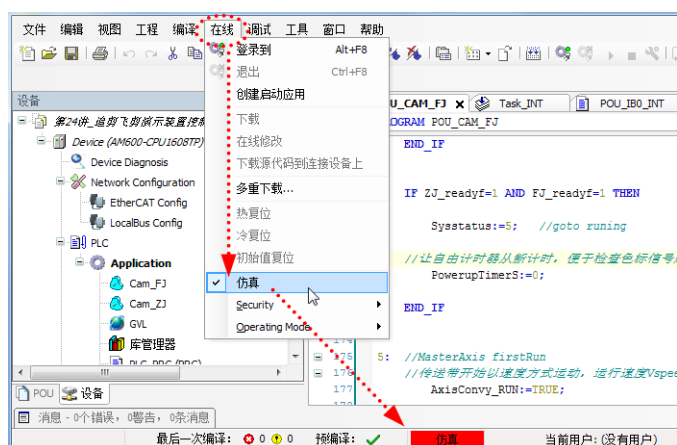 文件 编辑 视图 工程 编译 在线 调试 工具 窗口 帮助
登录到 Alt+F8
退出 Ctrl+F8
创建启动应用
下载
在线修改
下载源代码到连接设备上
多重下载...
热复位
冷复位
初始值复位
仿真
Security
Operating Mode
设备
第24讲_追剪飞剪演示装置控制
Device (AM600-CPU1608TP)
Device Diagnosis
Network Configuration
EtherCAT Config
LocalBus Config
PLC
Application
Cam_FJ
Cam_ZJ
GVL
库管理器
POU 设备
U_CAM_FJ Task_INT POU_IB0_INT
OGRAM POU_CAM_FJ
END_IF
IF ZJ_readyf=1 AND FJ_readyf=1 THEN
Sysstatus:=5; //goto runing
//让自由计时器从新计时，便于检查色标信号
PowerupTimerS:=0;
END_IF
174
175 5: //MasterAxis firstRun
176 //传送带开始以速度方式运动，运行速度Vspee
177 AxisConvy_RUN:=TRUE;
消息 - 0个错误，0警告，0条消息
最后一次编译： 0 0 预编译： 仿真 当前用户：(没有用户)